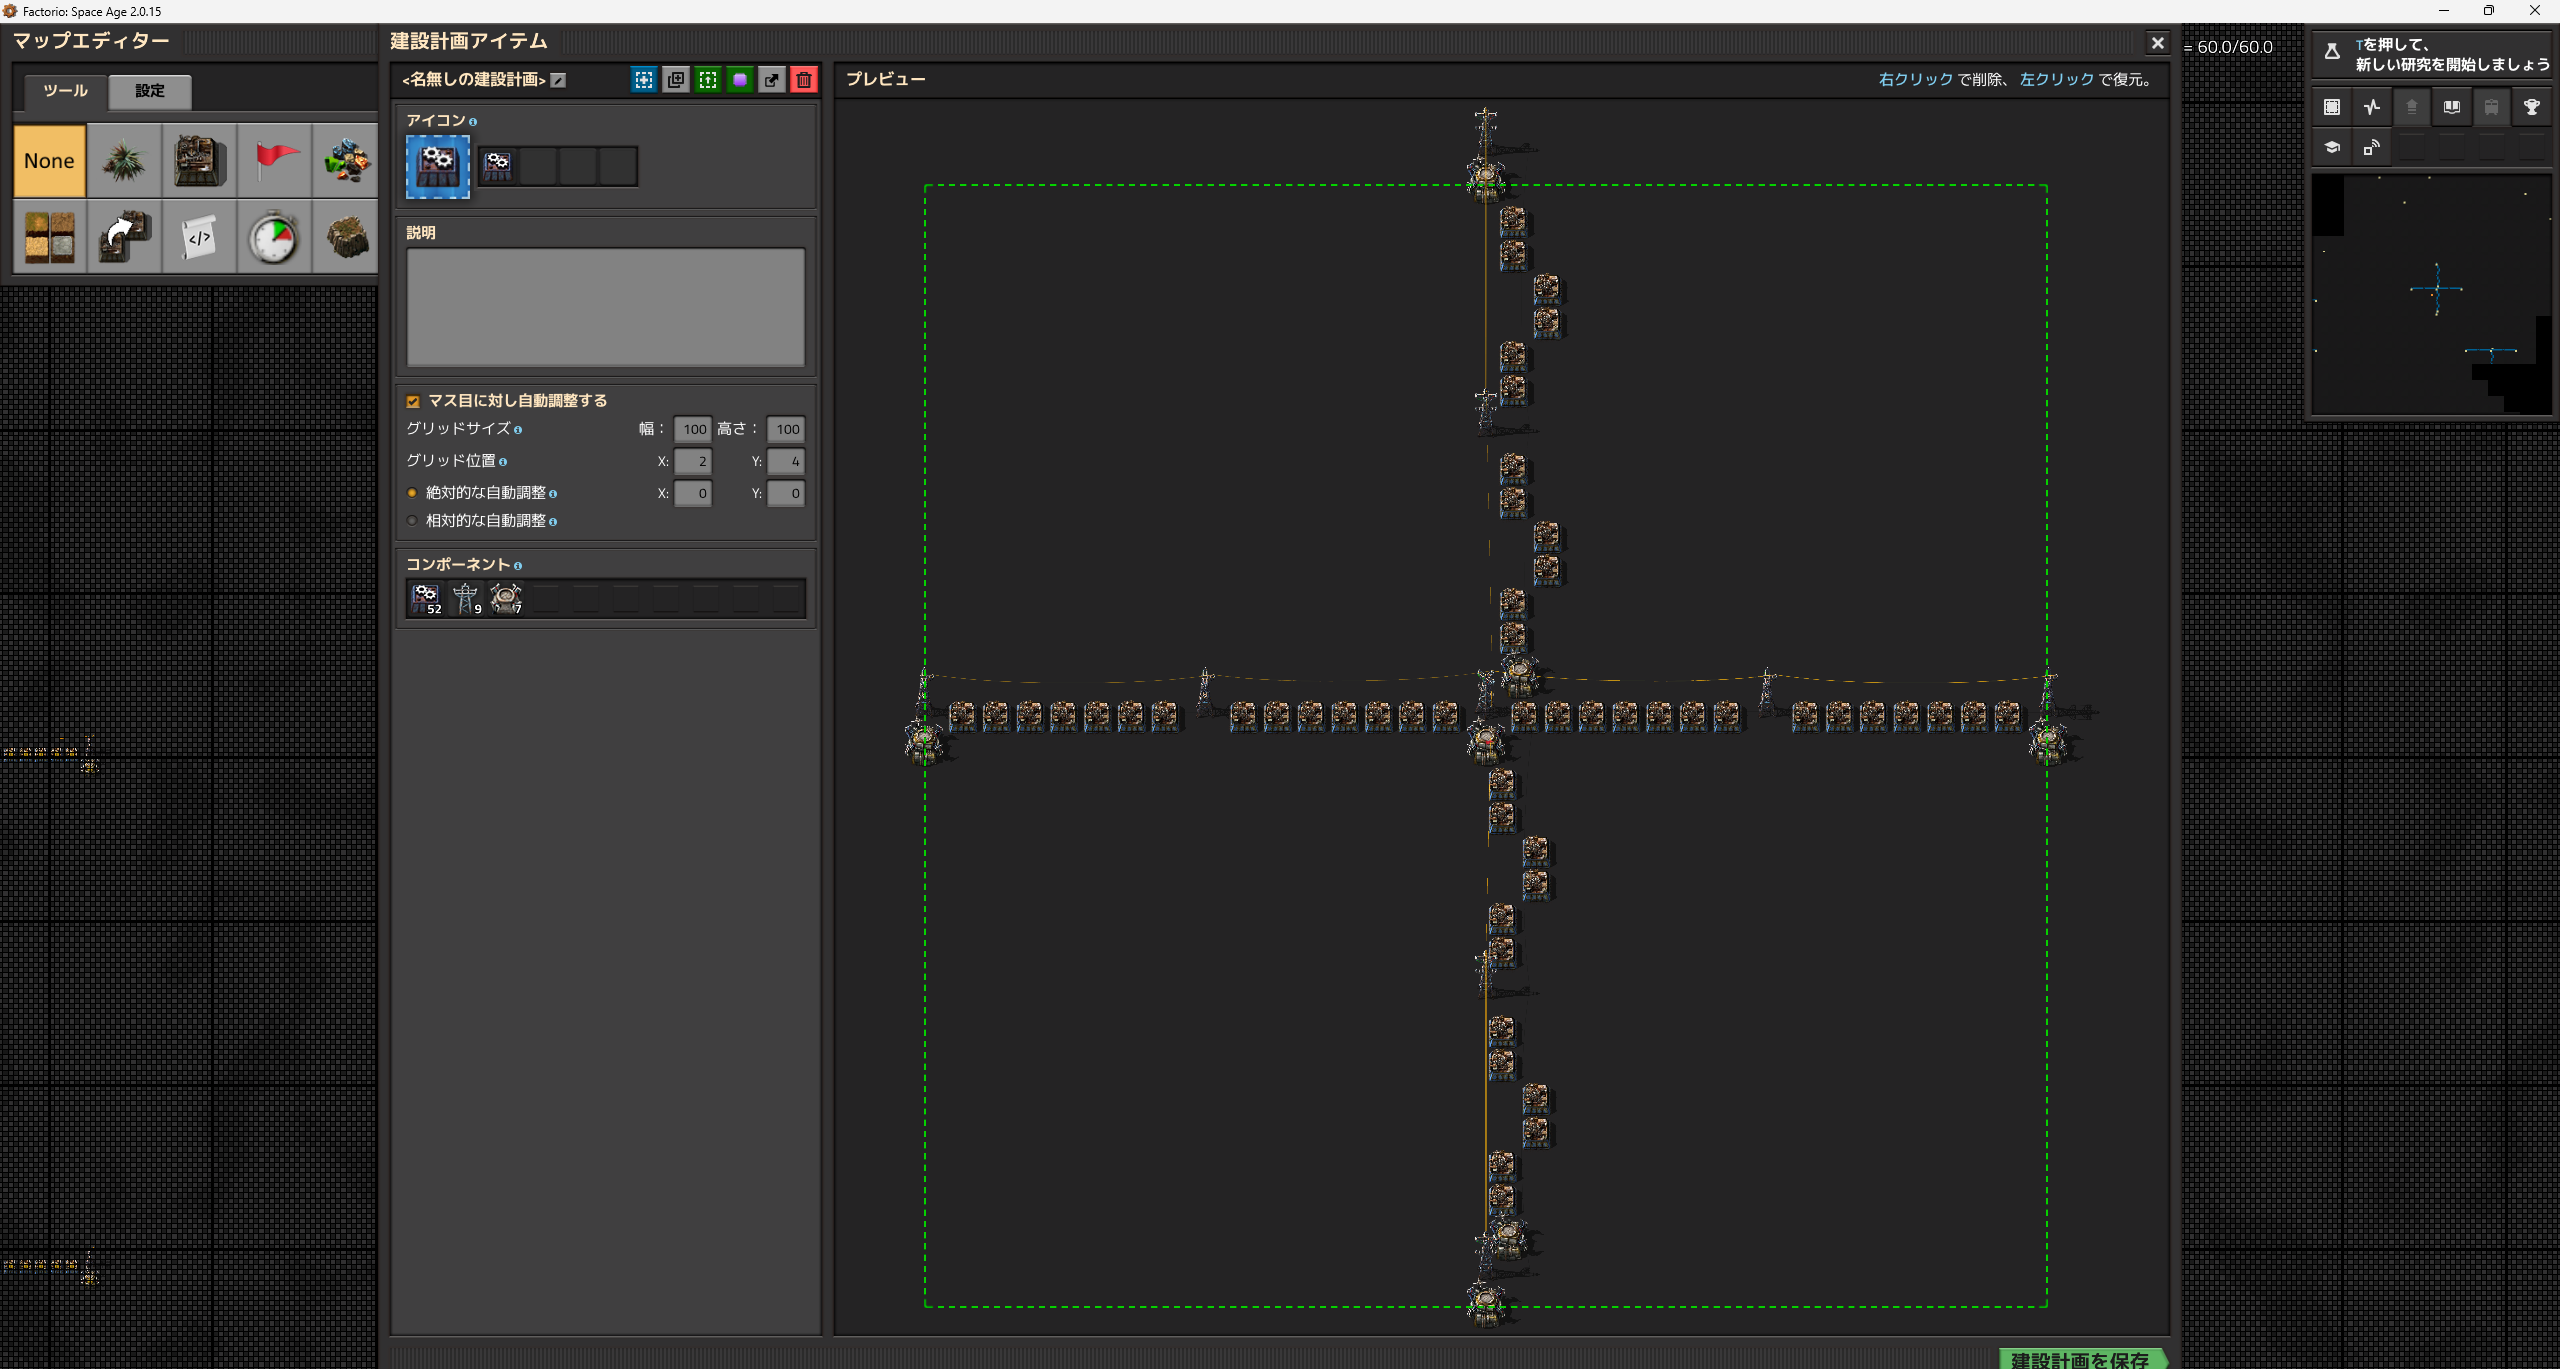 Factorio: Space Age 2.0.15
マップエディター
ツール
設定
None
建設計画アイテム
<名無しの建設計画>
アイコン
説明
マス目に対し自動調整する
グリッドサイズ 幅： 100 高さ： 100
グリッド位置 X: 2 Y: 4
絶対的な自動調整 X: 0 Y: 0
相対的な自動調整
コンポーネント
52 9 7
プレビュー
右クリック で削除、 左クリック で復元。
建設計画を保存
= 60.0/60.0
Tを押して、
新しい研究を開始しましょう